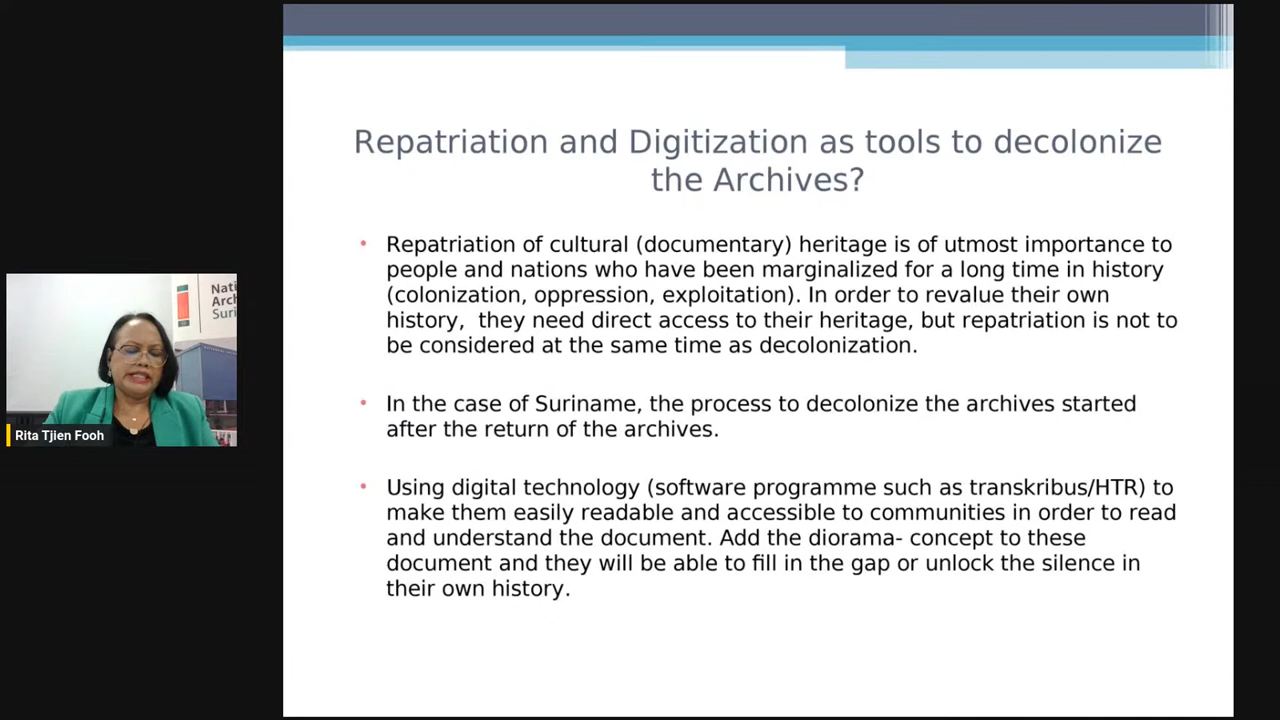 Repatriation and Digitization as tools to decolonize
the Archives?
• Repatriation of cultural (documentary) heritage is of utmost importance to
people and nations who have been marginalized for a long time in history
(colonization, oppression, exploitation). In order to revalue their own
history,  they need direct access to their heritage, but repatriation is not to
be considered at the same time as decolonization.
• In the case of Suriname, the process to decolonize the archives started
after the return of the archives.
• Using digital technology (software programme such as transkribus/HTR) to
make them easily readable and accessible to communities in order to read
and understand the document. Add the diorama- concept to these
document and they will be able to fill in the gap or unlock the silence in
their own history.
Nati
Arch
Suri
Rita Tjien Fooh